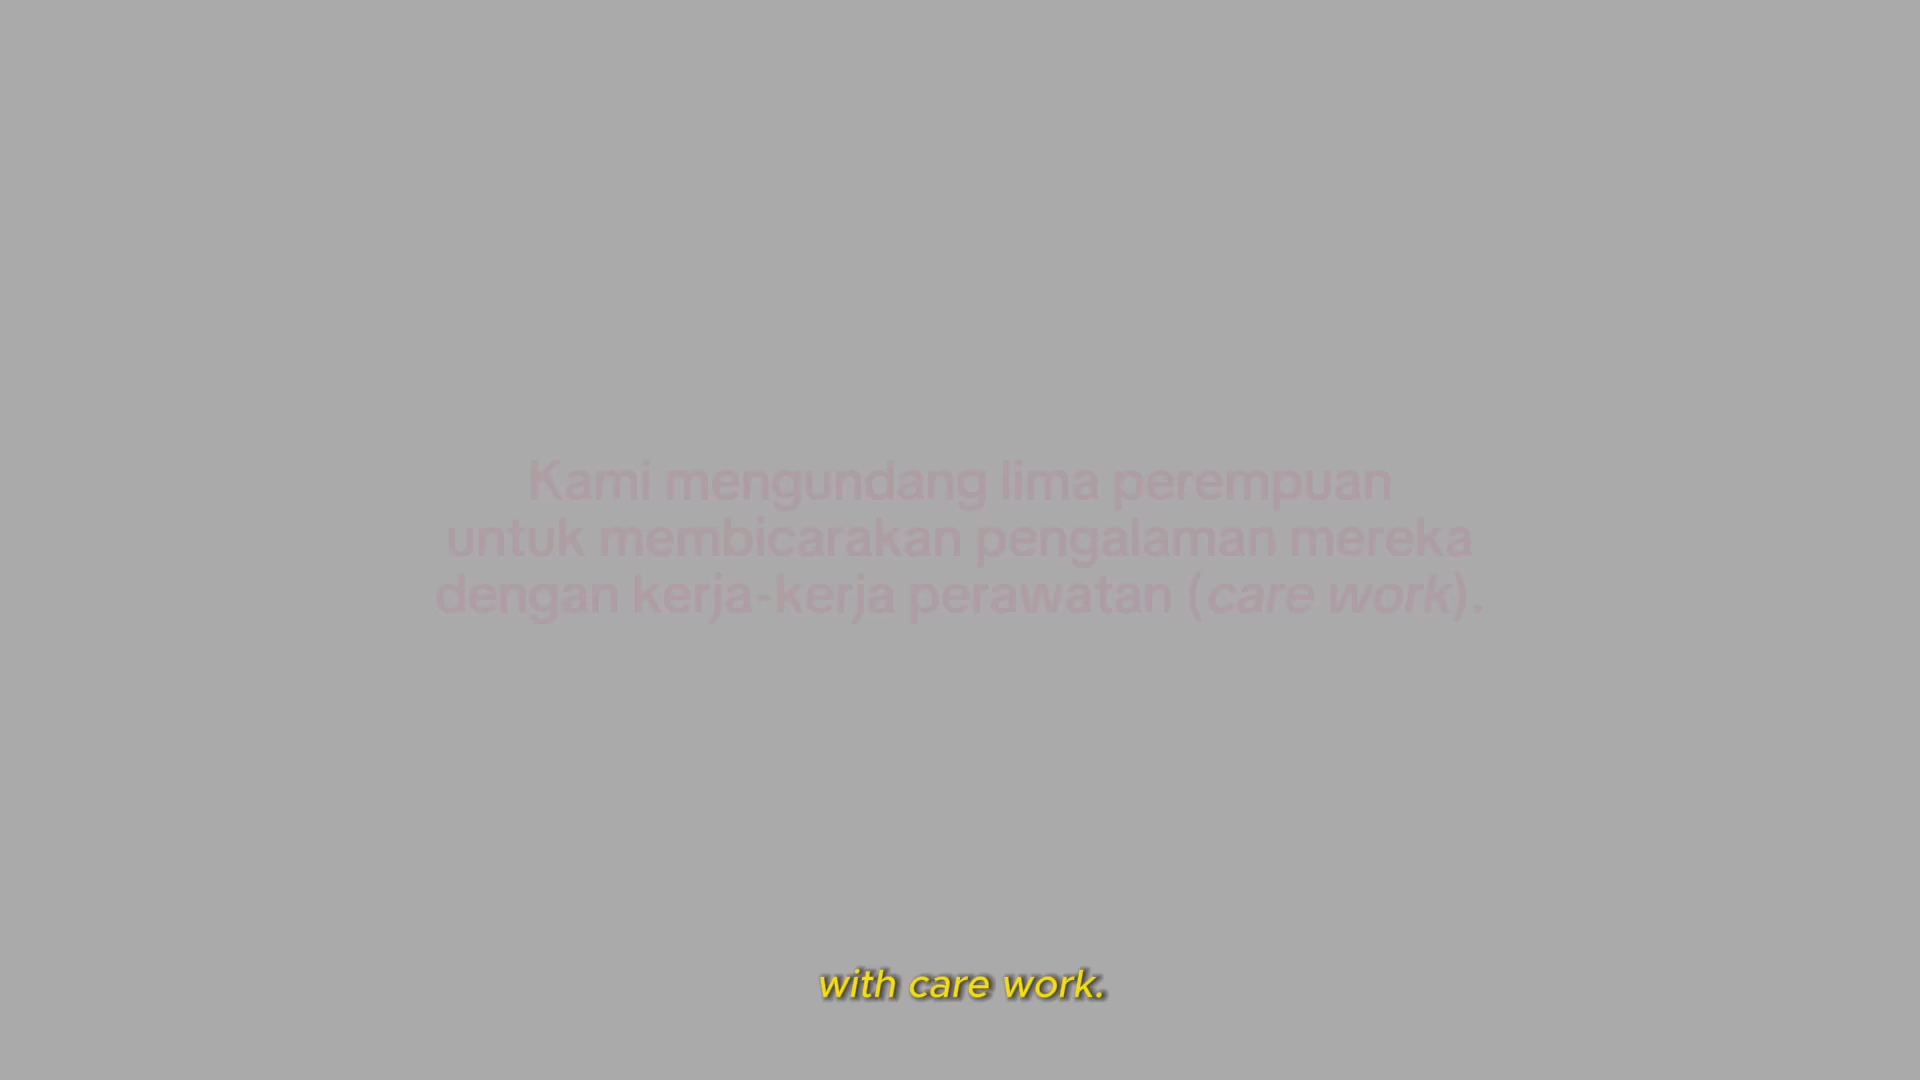 Kami mengundang lima perempuan
untuk membicarakan pengalaman mereka
dengan kerja-kerja perawatan (care work).
with care work.